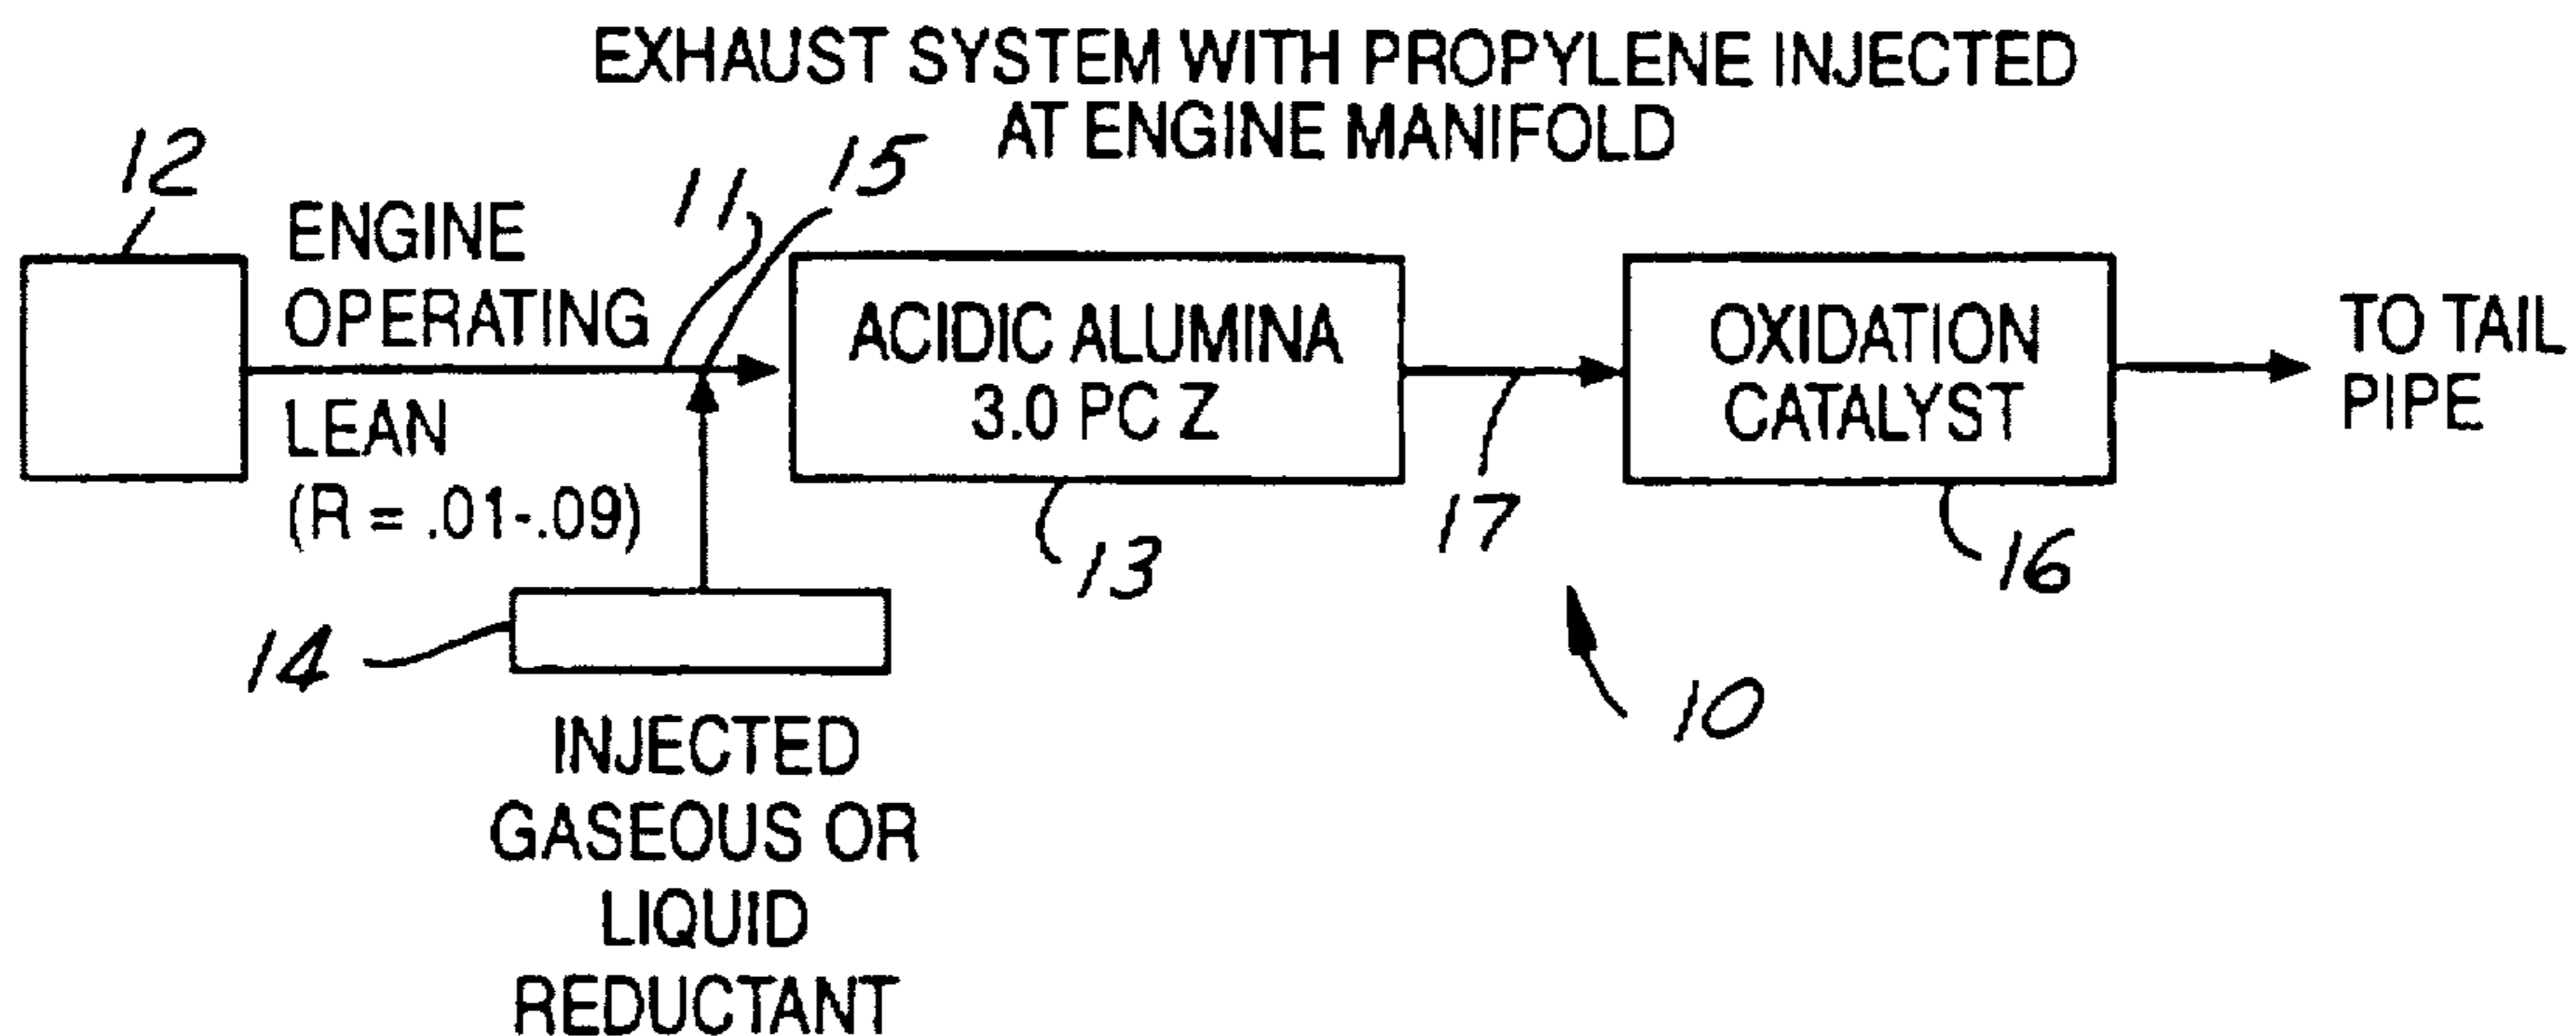 EXHAUST SYSTEM WITH PROPYLENE INJECTED
AT ENGINE MANIFOLD
12
ENGINE
OPERATING
LEAN
(R = .01-.09)
11
15
ACIDIC ALUMINA
3.0 PC Z
13
17
OXIDATION
CATALYST
16
TO TAIL
PIPE
14
INJECTED
GASEOUS OR
LIQUID
REDUCTANT
10